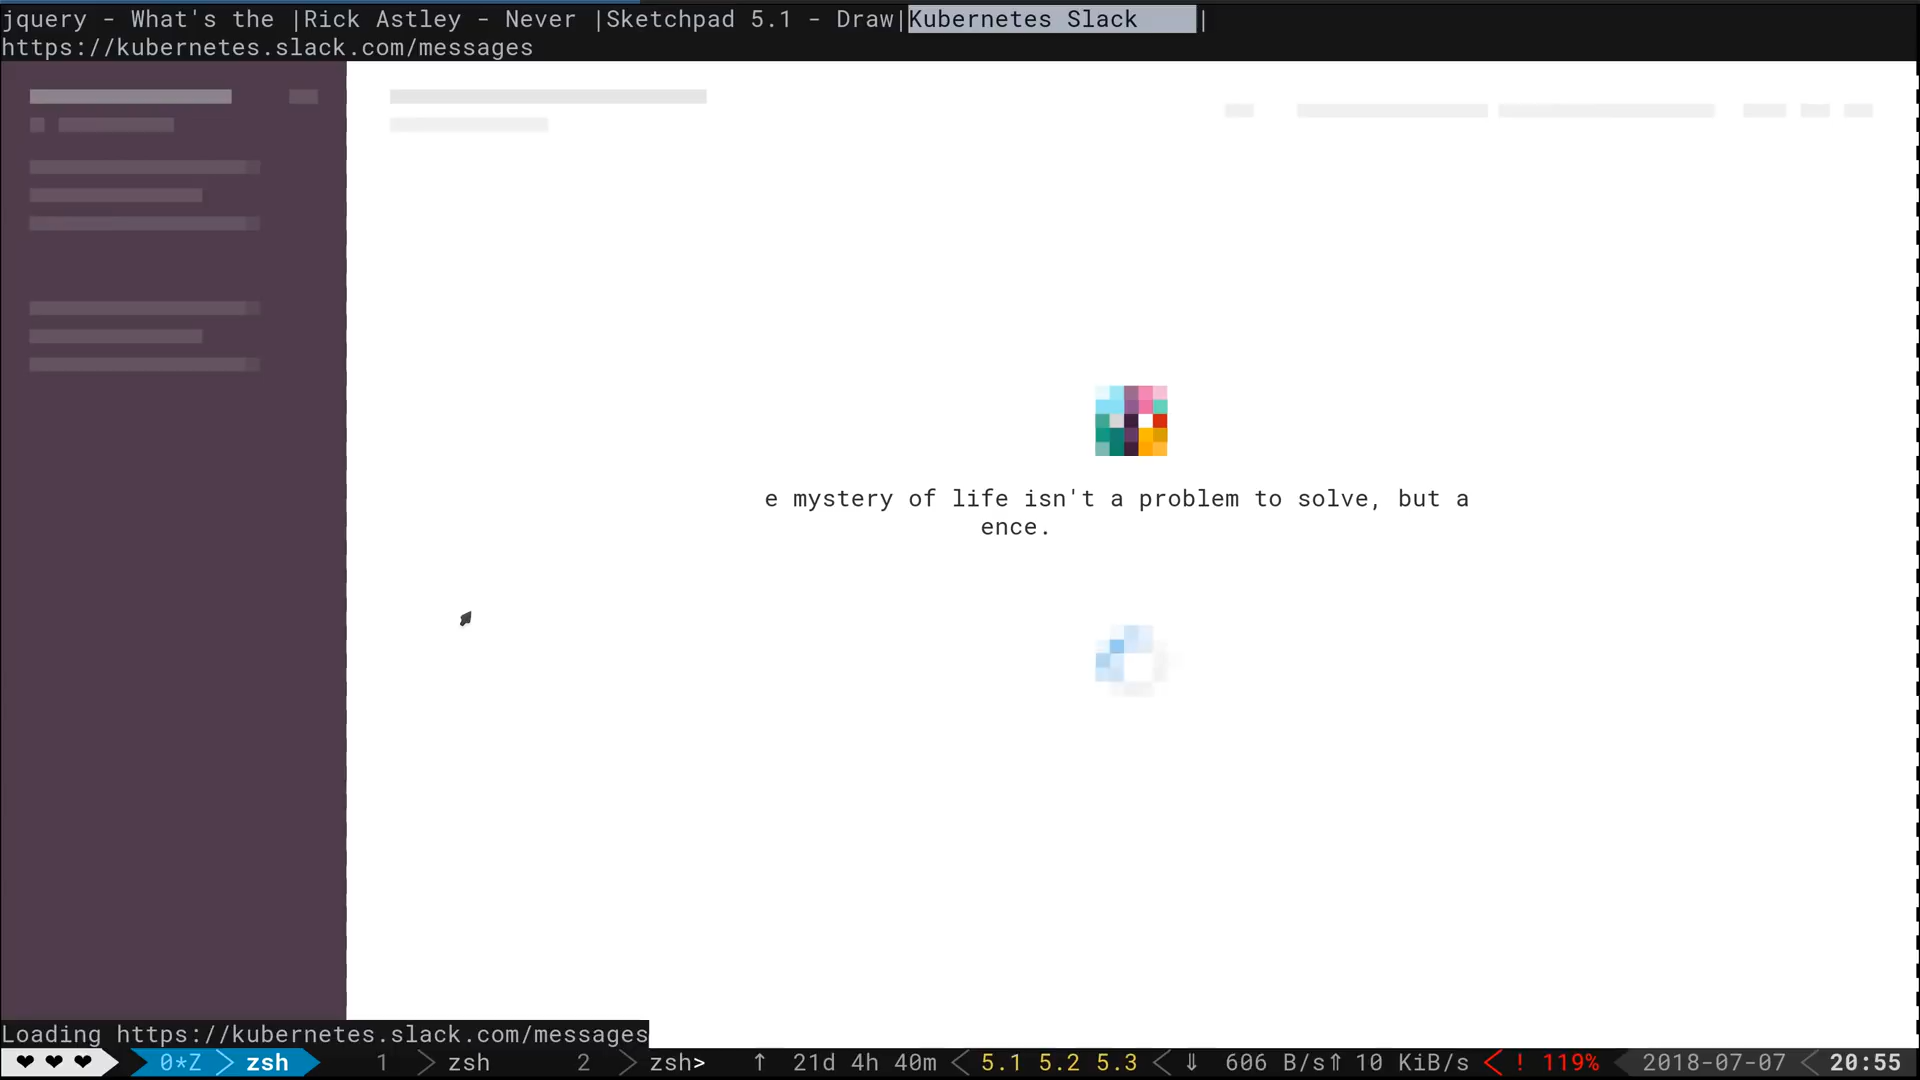 jquery - What's the |Rick Astley - Never |Sketchpad 5.1 - Draw|Kubernetes Slack |
https://kubernetes.slack.com/messages
e mystery of life isn't a problem to solve, but a
ence.
Loading https://kubernetes.slack.com/messages
❤ ❤ ❤ 0*Z zsh 1 zsh 2 zsh> ↑ 21d 4h 40m 5.1 5.2 5.3 ⇓ 606 B/s⇑ 10 KiB/s ! 119% 2018-07-07 20:55